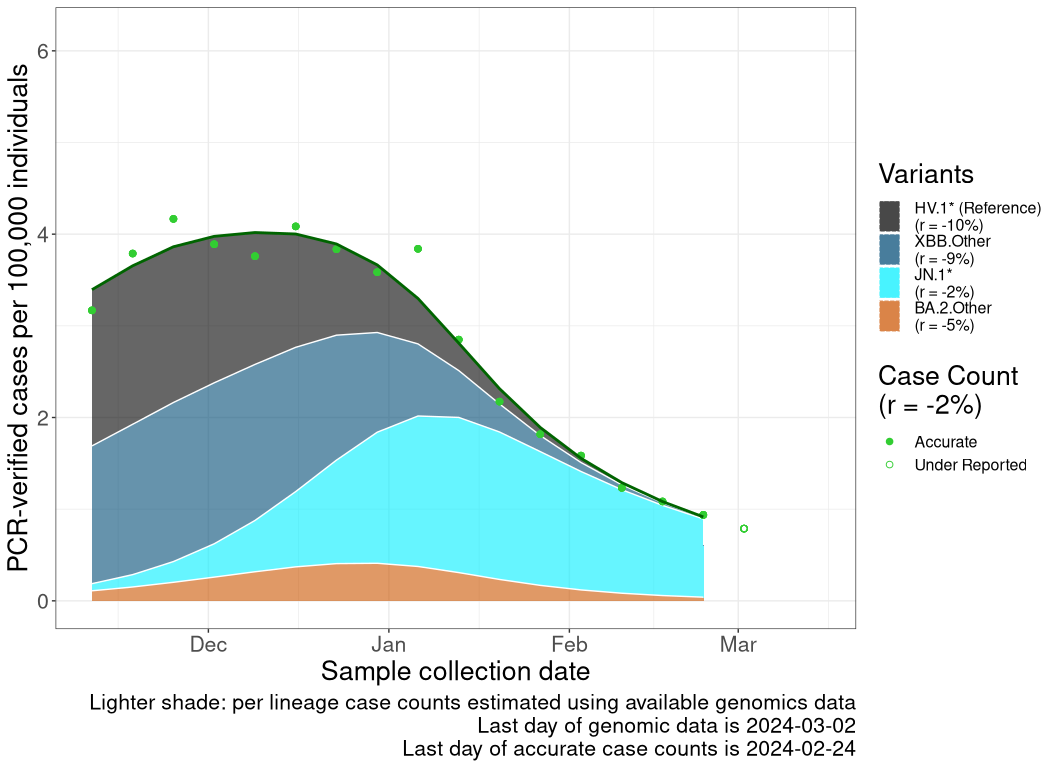 PCR-verified cases per 100,000 individuals
6
4
2
0
Dec Jan Feb Mar
Sample collection date
Lighter shade: per lineage case counts estimated using available genomics data
Last day of genomic data is 2024-03-02
Last day of accurate case counts is 2024-02-24
Variants
HV.1* (Reference)
(r = -10%)
XBB.Other
(r = -9%)
JN.1*
(r = -2%)
BA.2.Other
(r = -5%)
Case Count
(r = -2%)
Accurate
Under Reported